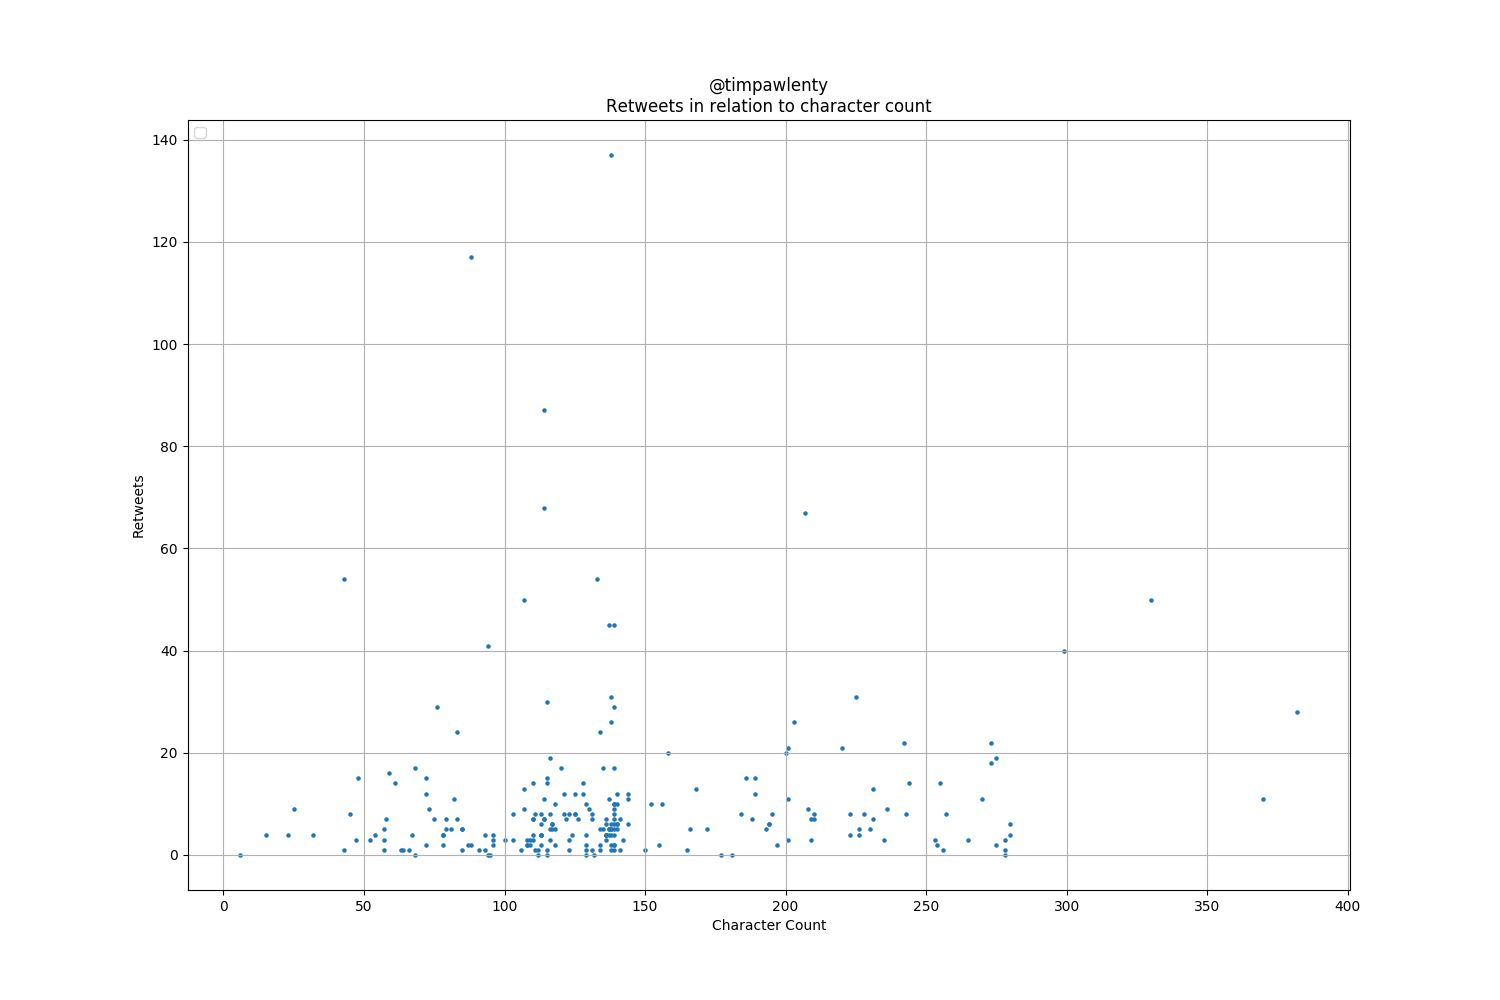 @timpawlenty
Retweets in relation to character count
140
120
100
80
60
40
20
0
Retweets
0 50 100 150 200 250 300 350 400
Character Count